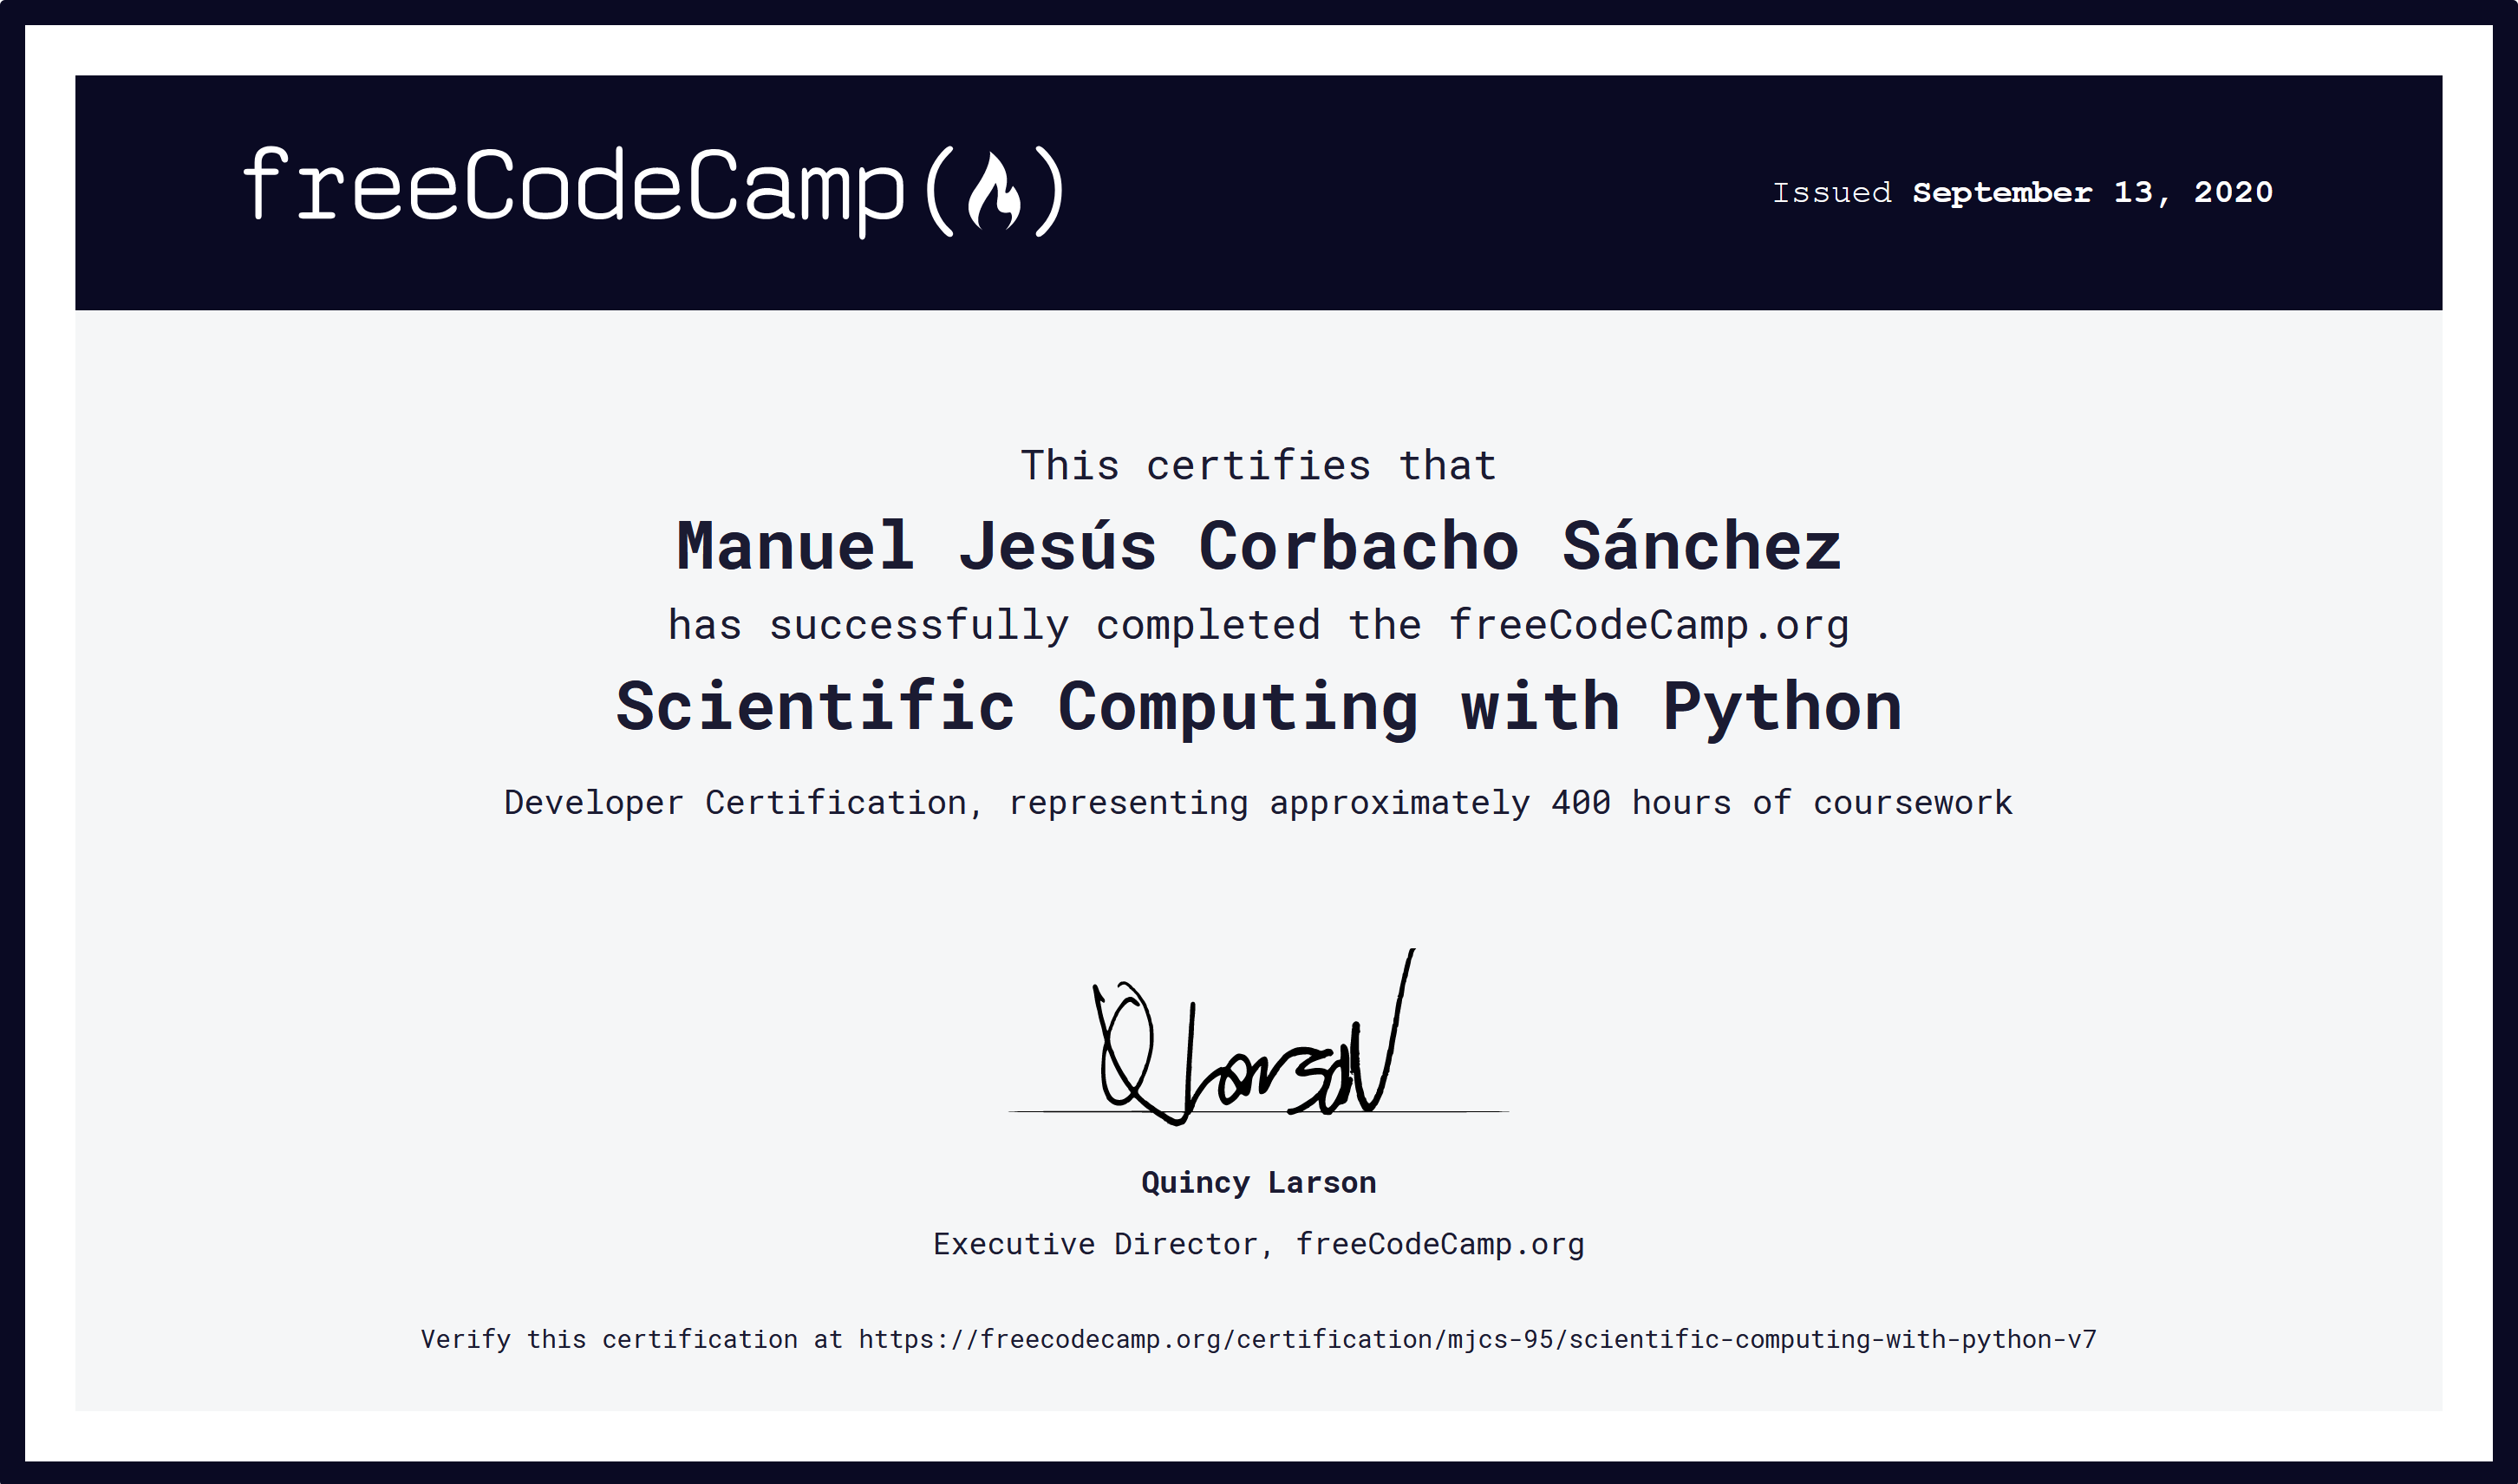 freeCodeCamp(🔥)
Issued September 13, 2020
This certifies that
Manuel Jesús Corbacho Sánchez
has successfully completed the freeCodeCamp.org
Scientific Computing with Python
Developer Certification, representing approximately 400 hours of coursework
QLarson
Quincy Larson
Executive Director, freeCodeCamp.org
Verify this certification at https://freecodecamp.org/certification/mjcs-95/scientific-computing-with-python-v7